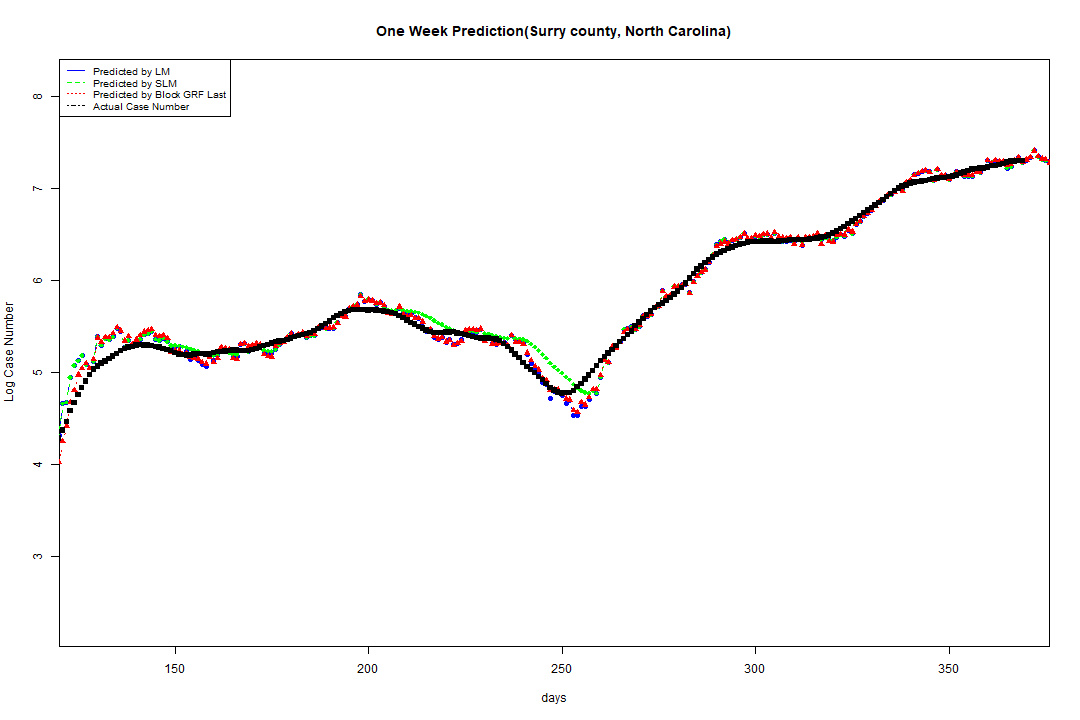 One Week Prediction(Surry county, North Carolina)
Predicted by LM
Predicted by SLM
Predicted by Block GRF Last
Actual Case Number
8
7
6
5
4
3
Log Case Number
150 200 250 300 350
days